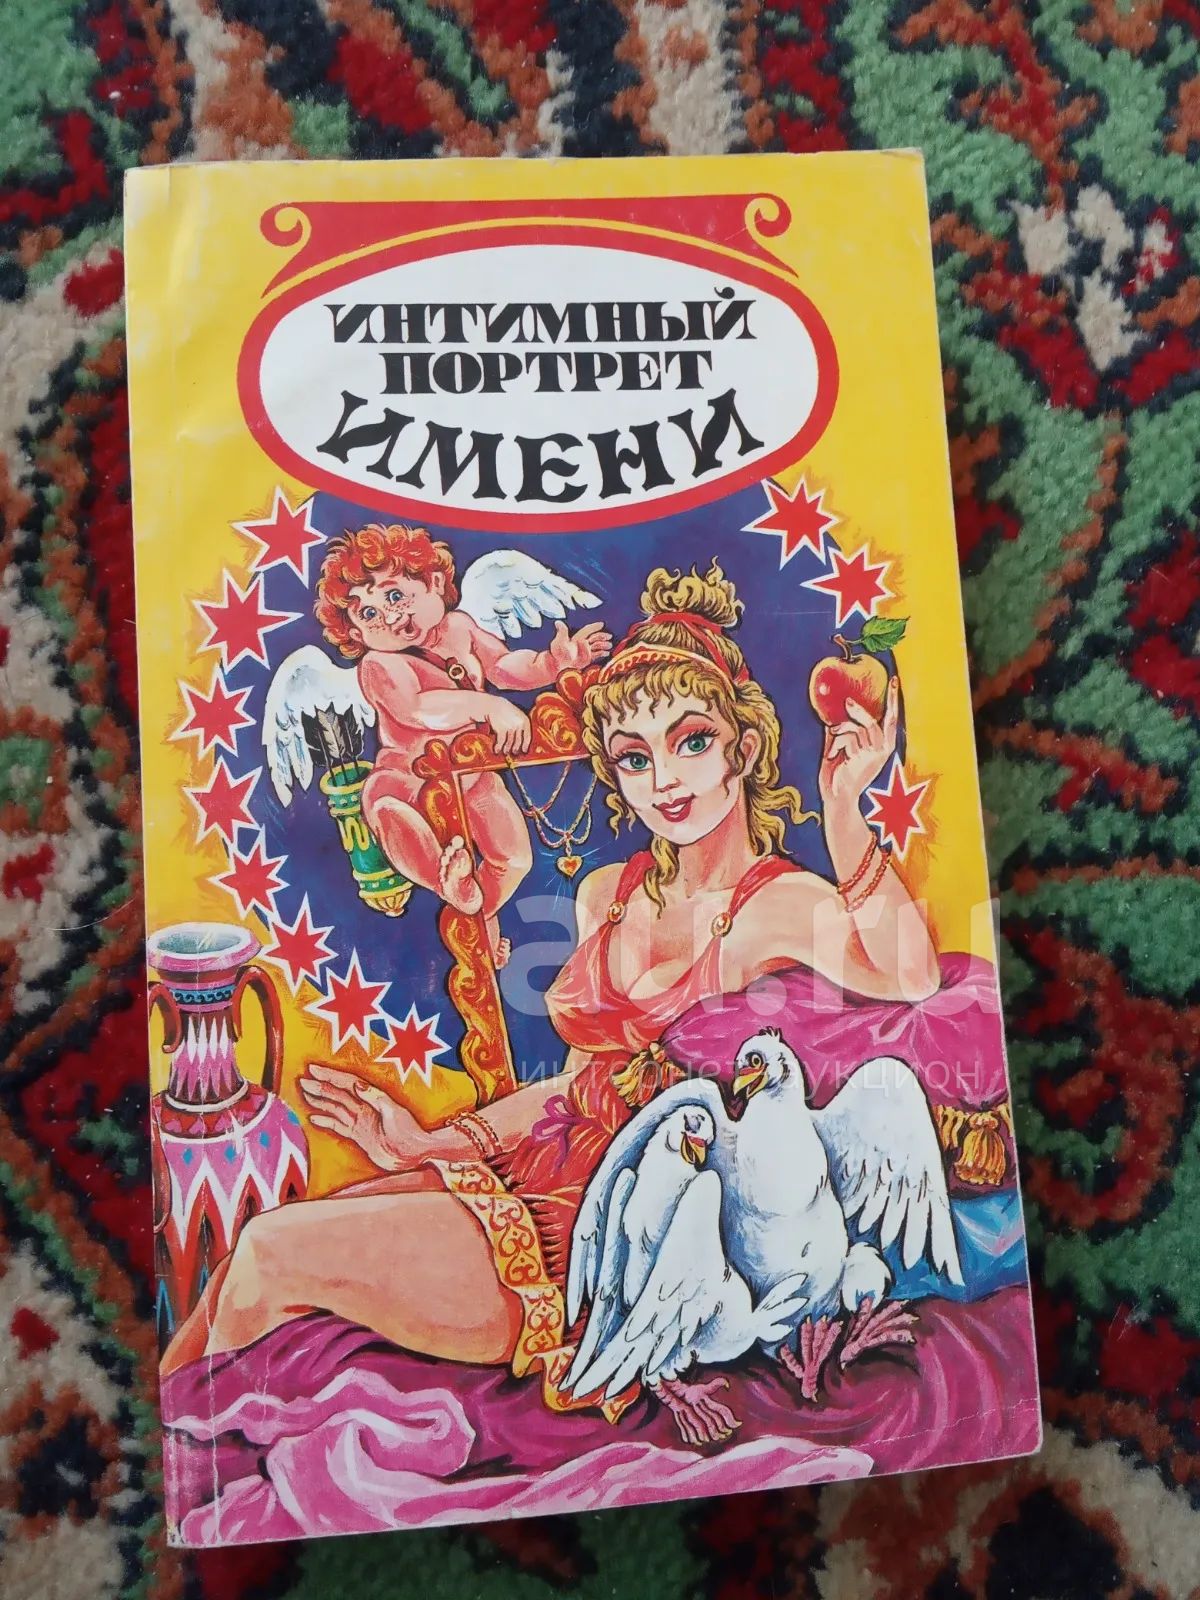 ИНТИМНЫЙ
ПОРТРЕТ
ИМЕНИ
au.ru
интернет-аукцион